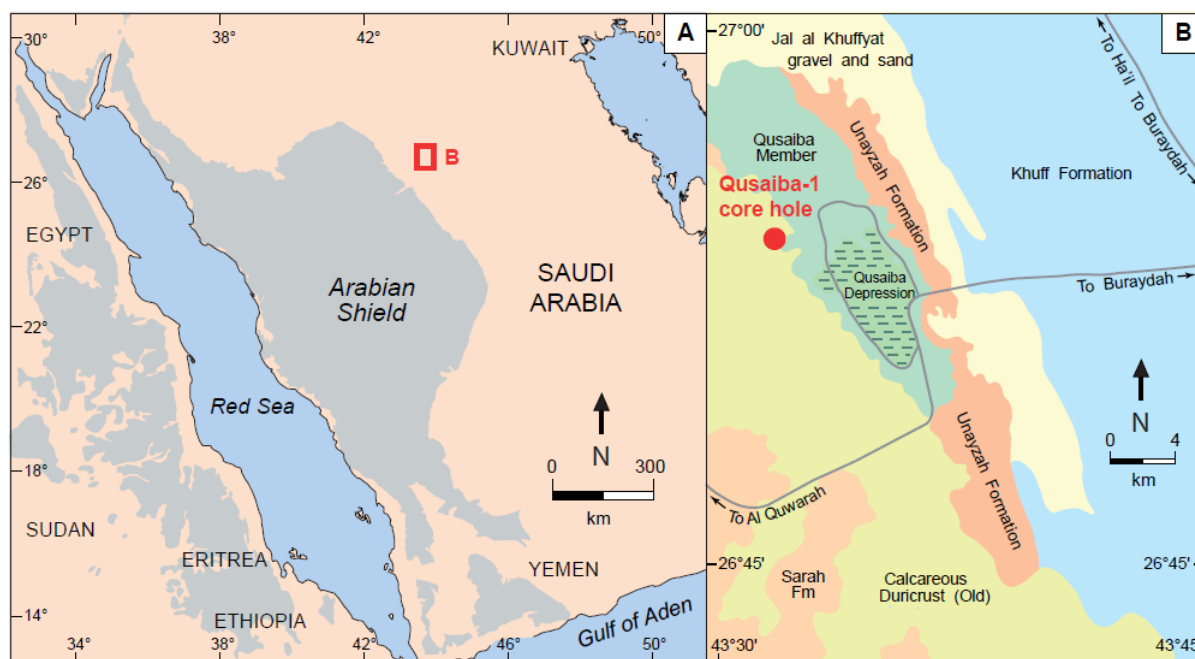 30°
38°
42°
50°
KUWAIT
A
B
26°
EGYPT
Arabian
Shield
SAUDI
ARABIA
22°
Red Sea
N
0 300
km
18°
SUDAN
ERITREA
YEMEN
ETHIOPIA
14°
Gulf of Aden
34°
38°
42°
50°
27°00'
B
Jal al Khuffyat
gravel and sand
To Ha'il
To Buraydah
Qusaiba
Member
Unayzah Formation
Khuff Formation
Qusaiba-1
core hole
Qusaiba
Depression
To Buraydah
N
0 4
km
Unayzah Formation
To Al Quwarah
26°45'
26°45'
Sarah
Fm
Calcareous
Duricrust (Old)
43°30'
43°45'